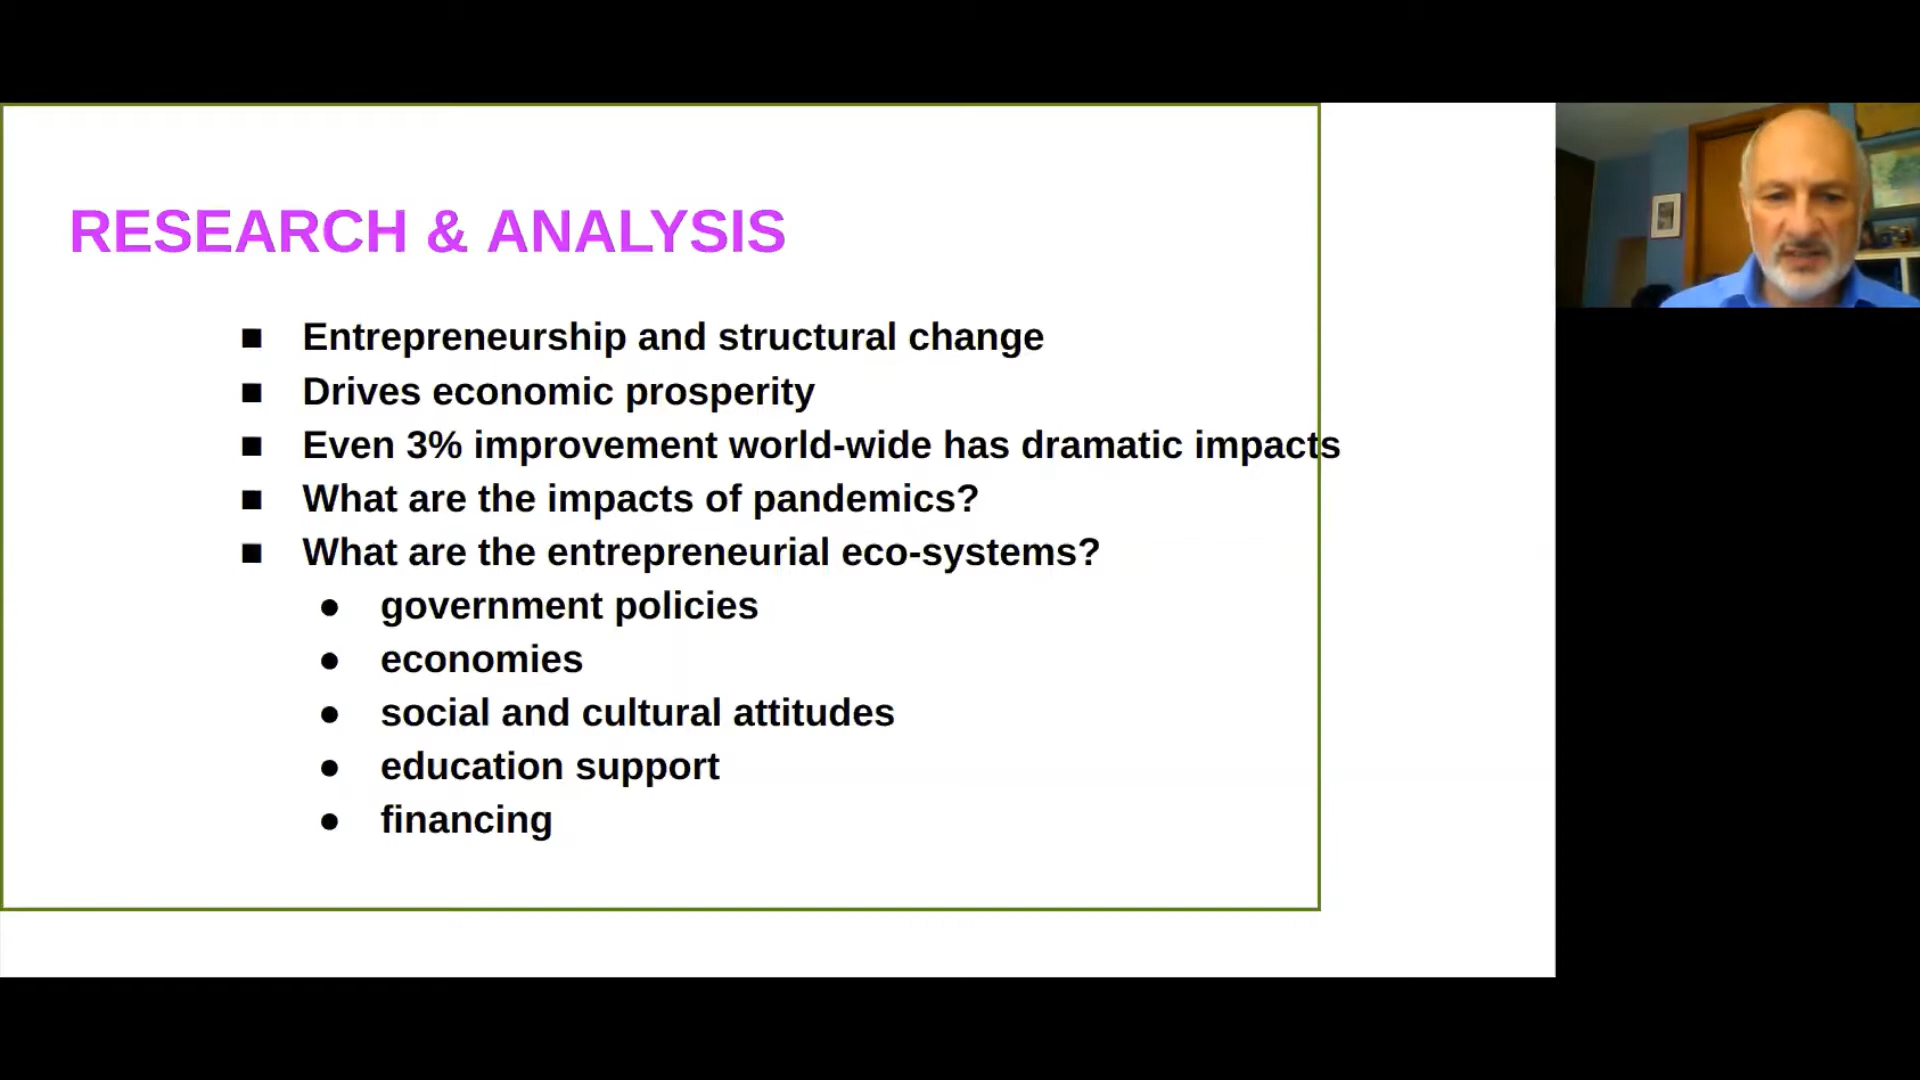 RESEARCH & ANALYSIS
■ Entrepreneurship and structural change
■ Drives economic prosperity
■ Even 3% improvement world-wide has dramatic impacts
■ What are the impacts of pandemics?
■ What are the entrepreneurial eco-systems?
● government policies
● economies
● social and cultural attitudes
● education support
● financing